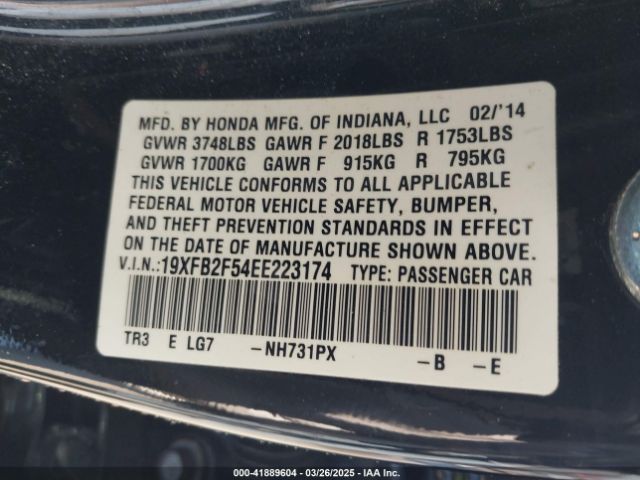 MFD. BY HONDA MFG. OF INDIANA, LLC 02/'14
GVWR 3748LBS GAWR F 2018LBS R 1753LBS
GVWR 1700KG GAWR F 915KG R 795KG
THIS VEHICLE CONFORMS TO ALL APPLICABLE
FEDERAL MOTOR VEHICLE SAFETY, BUMPER,
AND THEFT PREVENTION STANDARDS IN EFFECT
ON THE DATE OF MANUFACTURE SHOWN ABOVE.
V.I.N.:19XFB2F54EE223174 TYPE: PASSENGER CAR
TR3 E LG7 -NH731PX -B -E
000-41889604 | 03/26/2025 | IAA Inc.